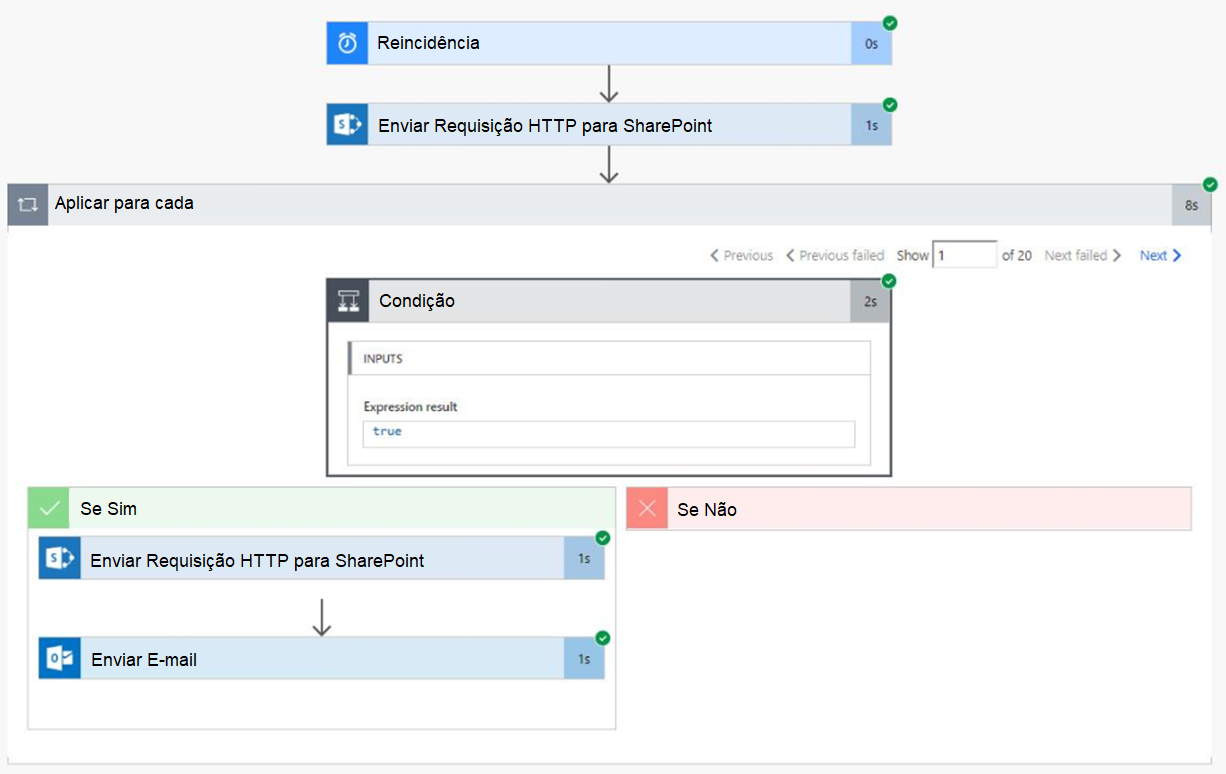 Reincidência
0s
Enviar Requisição HTTP para SharePoint
1s
Aplicar para cada
8s
Previous Previous failed Show 1 of 20 Next failed Next
Condição
2s
INPUTS
Expression result
true
Se Sim
Se Não
Enviar Requisição HTTP para SharePoint
1s
Enviar E-mail
1s